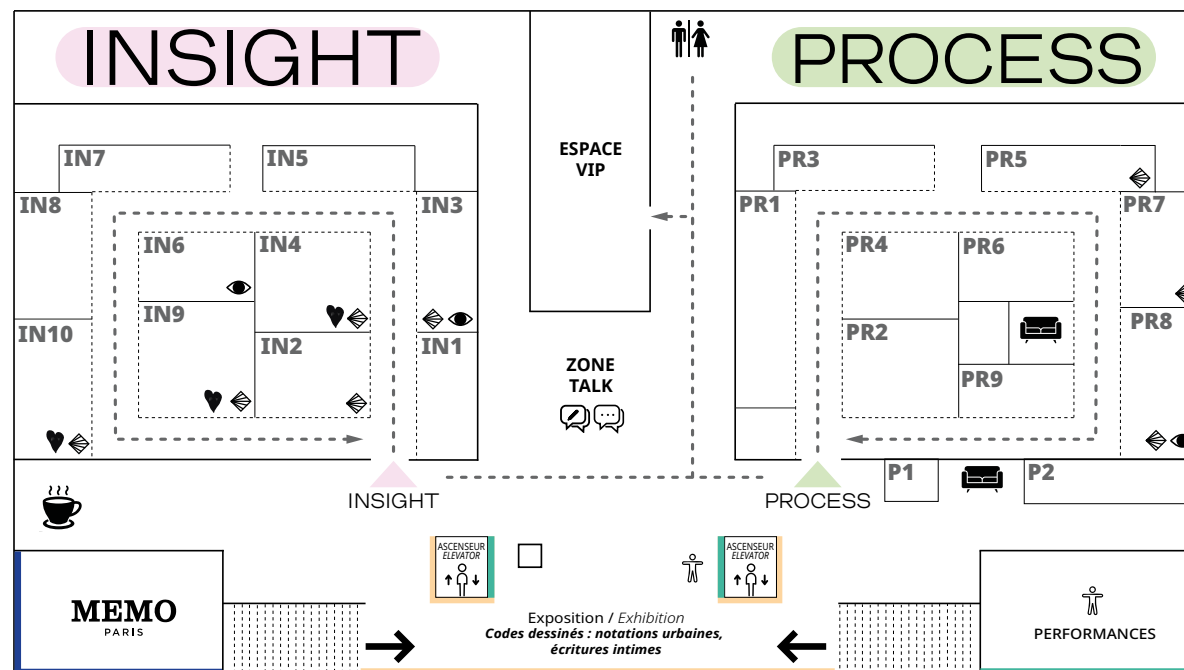 INSIGHT
PROCESS
IN7
IN5
IN8
IN3
IN6
IN4
IN9
IN10
IN2
IN1
ESPACE
VIP
ZONE
TALK
PR3
PR5
PR1
PR7
PR4
PR6
PR2
PR8
PR9
P1
P2
INSIGHT
PROCESS
ASCENSEUR
ELEVATOR
ASCENSEUR
ELEVATOR
MEMO
PARIS
Exposition / Exhibition
Codes dessinés : notations urbaines,
écritures intimes
PERFORMANCES